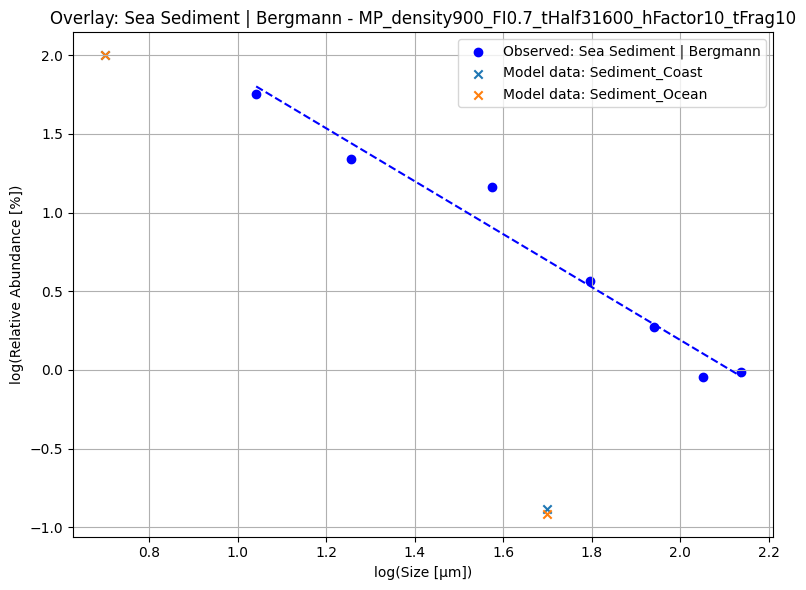 Overlay: Sea Sediment | Bergmann - MP_density900_FI0.7_tHalf31600_hFactor10_tFrag10
Observed: Sea Sediment | Bergmann
Model data: Sediment_Coast
Model data: Sediment_Ocean
log(Relative Abundance [%])
2.0
1.5
1.0
0.5
0.0
−0.5
−1.0
0.8
1.0
1.2
1.4
1.6
1.8
2.0
2.2
log(Size [µm])